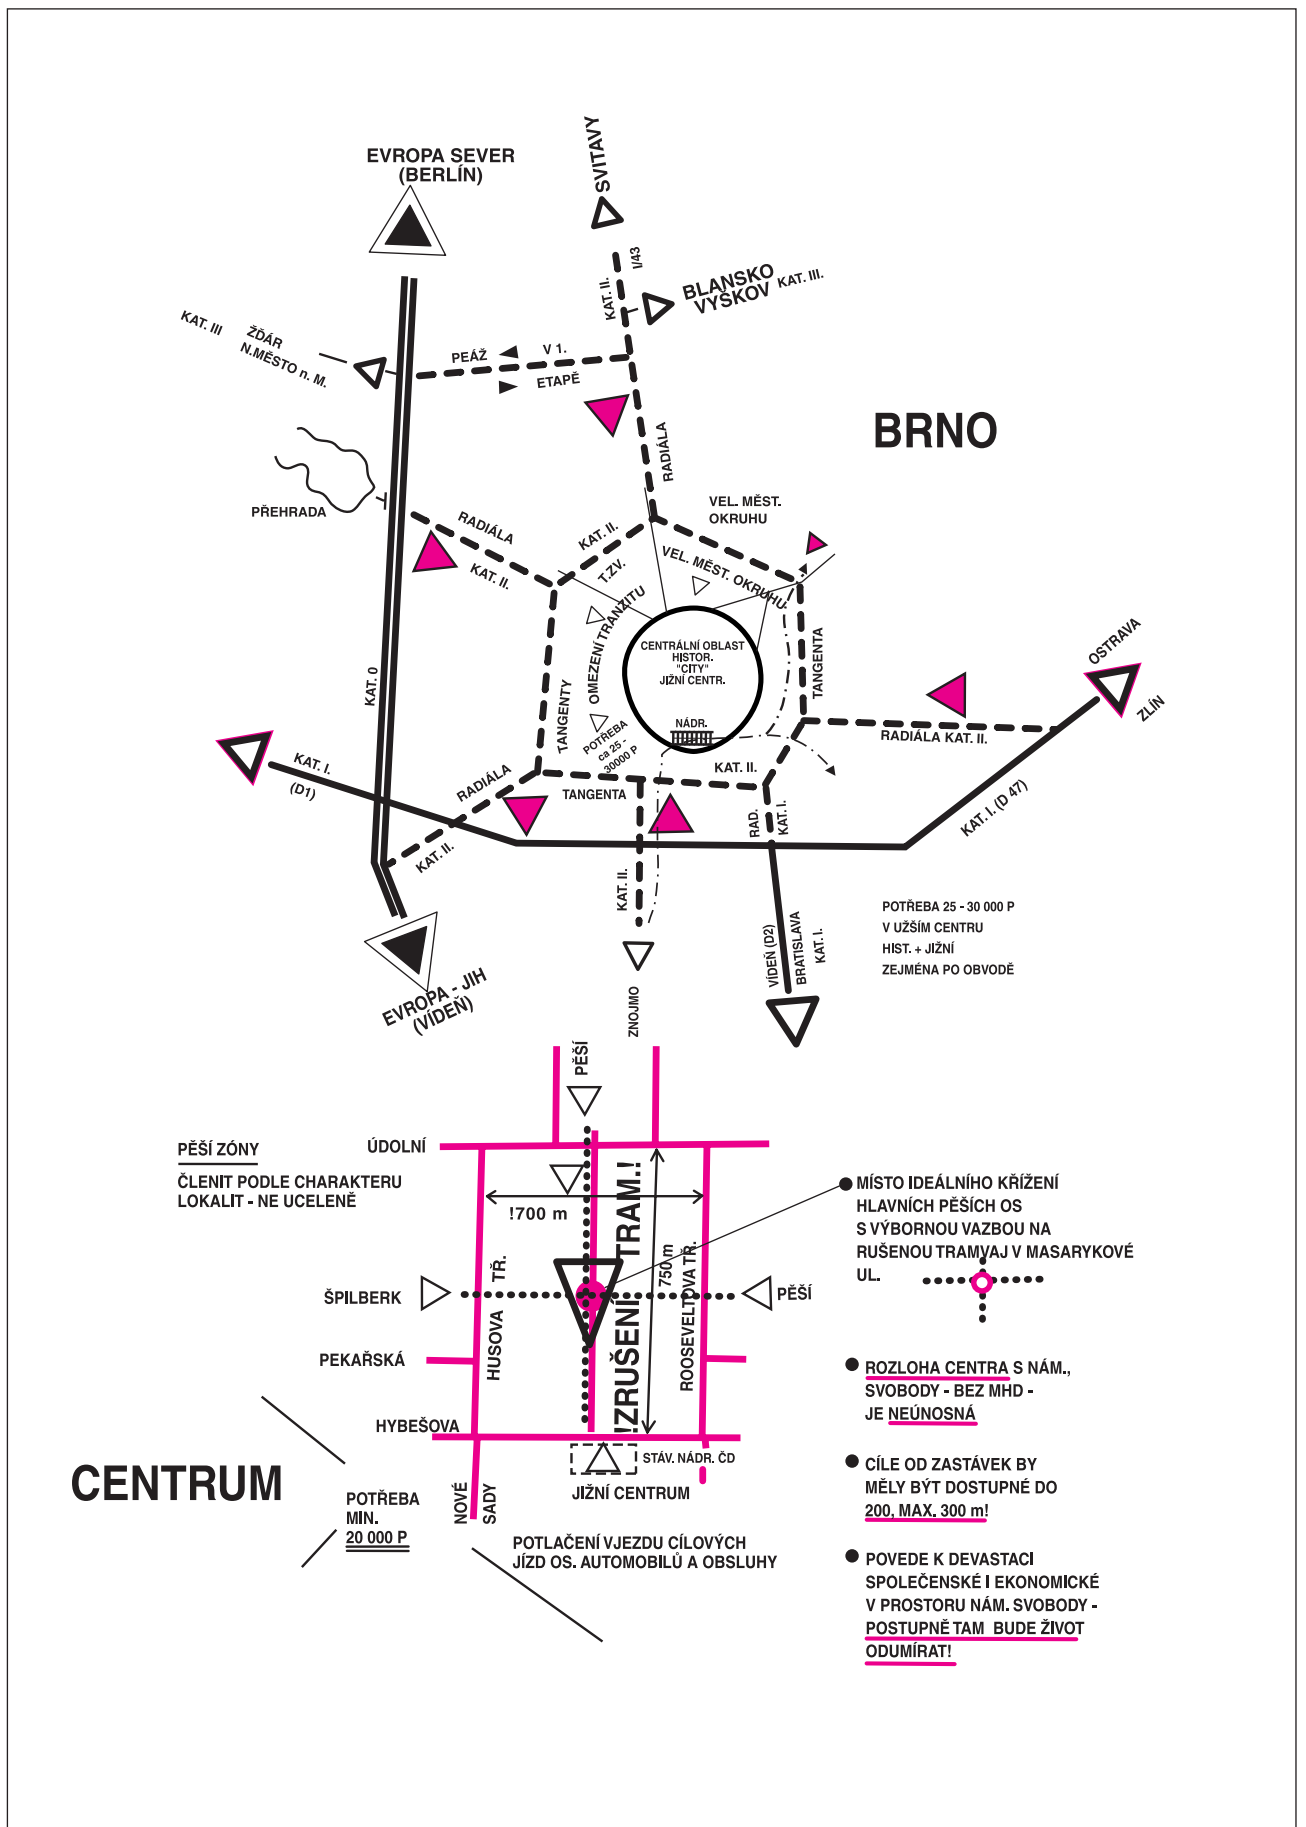 EVROPA SEVER
(BERLÍN)
SVITAVY
I/43
KAT. II.
BLANSKO
VYŠKOV
KAT. III.
KAT. III
ŽĎÁR
N.MĚSTO n. M.
PEÁŽ
V 1.
ETAPĚ
BRNO
RADIÁLA
PŘEHRADA
RADIÁLA
KAT. II.
KAT. II.
T.ZV.
VEL. MĚST.
OKRUHU
VEL. MĚST. OKRUHU
OMEZENÍ TRANZITU
CENTRÁLNÍ OBLAST
HISTOR.
"CITY"
JIŽNÍ CENTR.
NÁDR.
TANGENTA
OSTRAVA
ZLÍN
KAT. 0
TANGENTY
POTŘEBA
ca 25 -
30000 P
RADIÁLA KAT. II.
KAT. I.
(D1)
RADIÁLA
KAT. II.
TANGENTA
KAT. II.
RAD.
KAT. I.
KAT. I. (D 47)
KAT. II.
VÍDEŇ (D2)
BRATISLAVA
KAT. I.
ZNOJMO
POTŘEBA 25 - 30 000 P
V UŽŠÍM CENTRU
HIST. + JIŽNÍ
ZEJMÉNA PO OBVODĚ
EVROPA - JIH
(VÍDEŇ)
PĚŠÍ
PĚŠÍ ZÓNY
ČLENIT PODLE CHARAKTERU
LOKALIT - NE UCELENĚ
ÚDOLNÍ
!700 m
750 m
!ZRUŠENÍ TRAM.!
HUSOVA TŘ.
ROOSEVELTOVA TŘ.
ŠPILBERK
PĚŠÍ
PEKAŘSKÁ
HYBEŠOVA
STÁV. NÁDR. ČD
JIŽNÍ CENTRUM
NOVÉ
SADY
CENTRUM
POTŘEBA
MIN.
20 000 P
POTLAČENÍ VJEZDU CÍLOVÝCH
JÍZD OS. AUTOMOBILŮ A OBSLUHY
MÍSTO IDEÁLNÍHO KŘÍŽENÍ
HLAVNÍCH PĚŠÍCH OS
S VÝBORNOU VAZBOU NA
RUŠENOU TRAMVAJ V MASARYKOVÉ
UL.
ROZLOHA CENTRA S NÁM.,
SVOBODY - BEZ MHD -
JE NEÚNOSNÁ
CÍLE OD ZASTÁVEK BY
MĚLY BÝT DOSTUPNÉ DO
200, MAX. 300 m!
POVEDE K DEVASTACI
SPOLEČENSKÉ I EKONOMICKÉ
V PROSTORU NÁM. SVOBODY -
POSTUPNĚ TAM BUDE ŽIVOT
ODUMÍRAT!